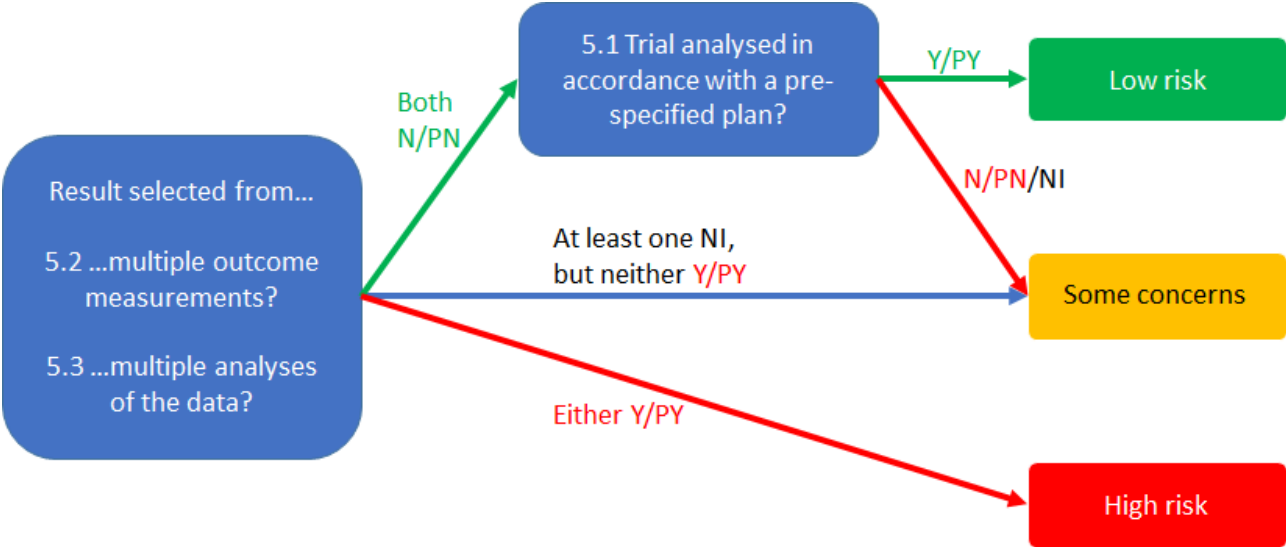 5.1 Trial analysed in
accordance with a pre-
specified plan?
Y/PY
Low risk
Both
N/PN
N/PN/NI
Result selected from...
5.2 ...multiple outcome
measurements?
5.3 ...multiple analyses
of the data?
At least one NI,
but neither Y/PY
Some concerns
Either Y/PY
High risk